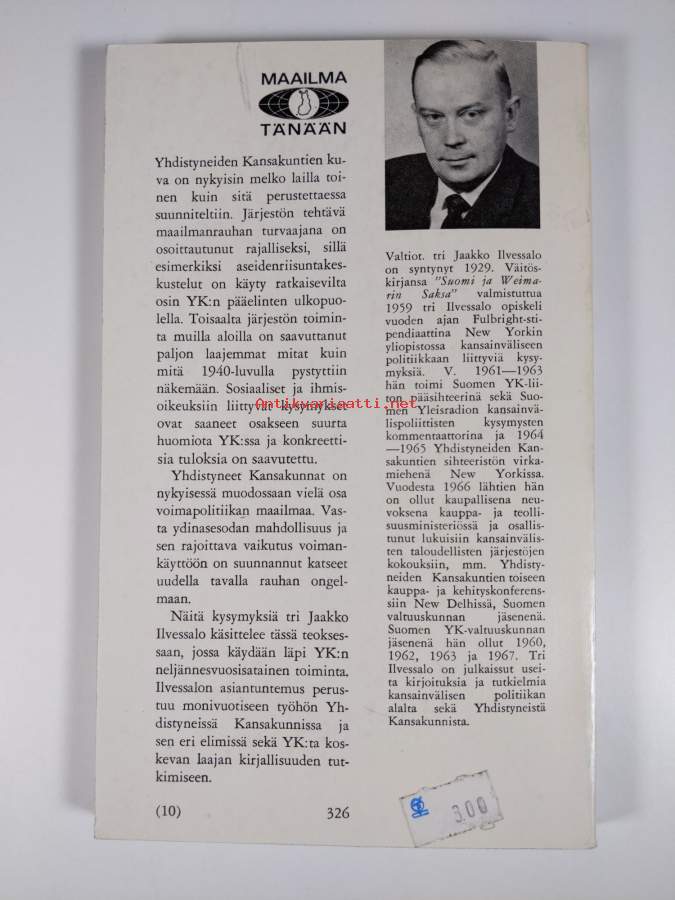 MAAILMA
TÄNÄÄN
Yhdistyneiden Kansakuntien ku-
va on nykyisin melko lailla toi-
nen kuin sitä perustettaessa
suunniteltiin. Järjestön tehtävä
maailmanrauhan turvaajana on
osoittautunut rajalliseksi, sillä
esimerkiksi aseidenriisuntakes-
kustelut on käyty ratkaisevilta
osin YK:n pääelinten ulkopuo-
lella. Toisaalta järjestön toimin-
ta muilla aloilla on saavuttanut
paljon laajemmat mitat kuin
mitä 1940-luvulla pystyttiin
näkemään. Sosiaaliset ja ihmis-
oikeuksiin liittyvät kysymykset
ovat saaneet osakseen suurta
huomiota YK:ssa ja konkreetti-
sia tuloksia on saavutettu.
Yhdistyneet Kansakunnat on
nykyisessä muodossaan vielä osa
voimapolitiikan maailmaa. Vas-
ta ydinasesodan mahdollisuus ja
sen rajoittava vaikutus voiman-
käyttöön on suunnannut katseet
uudella tavalla rauhan ongel-
maan.
Näitä kysymyksiä tri Jaakko
Ilvessalo käsittelee tässä teokses-
saan, jossa käydään läpi YK:n
neljännesvuosisatainen toiminta.
Ilvessalon asiantuntemus perus-
tuu monivuotiseen työhön Yh-
distyneissä Kansakunnissa ja
sen eri elimissä sekä YK:ta kos-
kevan laajan kirjallisuuden tut-
kimiseen.
(10) 326
Valtiot. tri Jaakko Ilvessalo
on syntynyt 1929. Väitös-
kirjansa "Suomi ja Weima-
rin Saksa" valmistuttua
1959 tri Ilvessalo opiskeli
vuoden ajan Fulbright-sti-
pendiaattina New Yorkin
yliopistossa kansainväliseen
politiikkaan liittyviä kysy-
myksiä. V. 1961—1963
hän toimi Suomen YK-lii-
ton pääsihteerinä sekä Suo-
men Yleisradion kansainvä-
lispoliittisten kysymysten
kommentaattorina ja 1964
—1965 Yhdistyneiden Kan-
sakuntien sihteeristön virka-
miehenä New Yorkissa.
Vuodesta 1966 lähtien hän
on ollut kaupallisena neu-
voksena kauppa- ja teolli-
suusministeriössä ja osallis-
tunut lukuisiin kansainvälis-
ten taloudellisten järjestöjen
kokouksiin, mm. Yhdisty-
neiden Kansakuntien toiseen
kauppa- ja kehityskonferens-
siin New Delhissä, Suomen
valtuuskunnan jäsenenä.
Suomen YK-valtuuskunnan
jäsenenä hän ollut 1960,
1962, 1963 ja 1967. Tri
Ilvessalo on julkaissut usei-
ta kirjoituksia ja tutkielmia
kansainvälisen politiikan
alalta sekä Yhdistyneistä
Kansakunnista.
3.00
Antikvariaatti.net